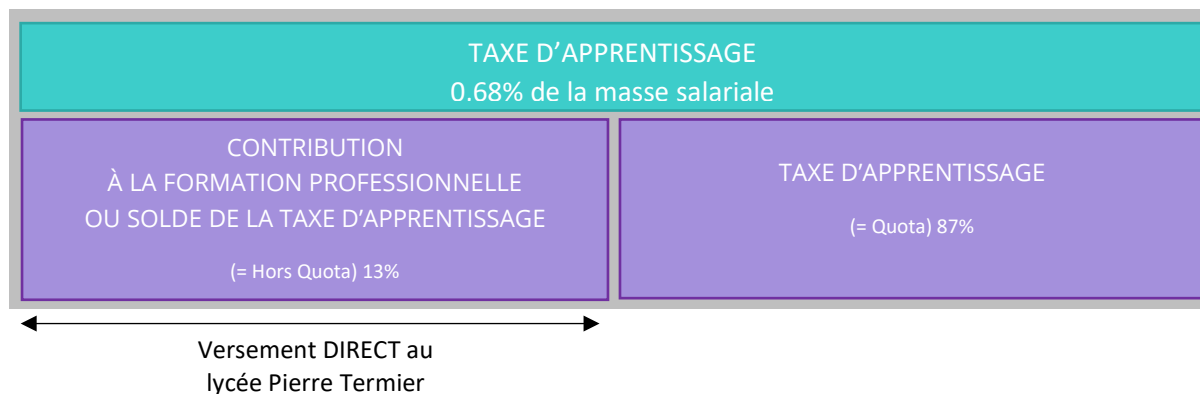 TAXE D'APPRENTISSAGE
0.68% de la masse salariale
CONTRIBUTION
À LA FORMATION PROFESSIONNELLE
OU SOLDE DE LA TAXE D'APPRENTISSAGE
(= Hors Quota) 13%
TAXE D'APPRENTISSAGE
(= Quota) 87%
Versement DIRECT au
lycée Pierre Termier